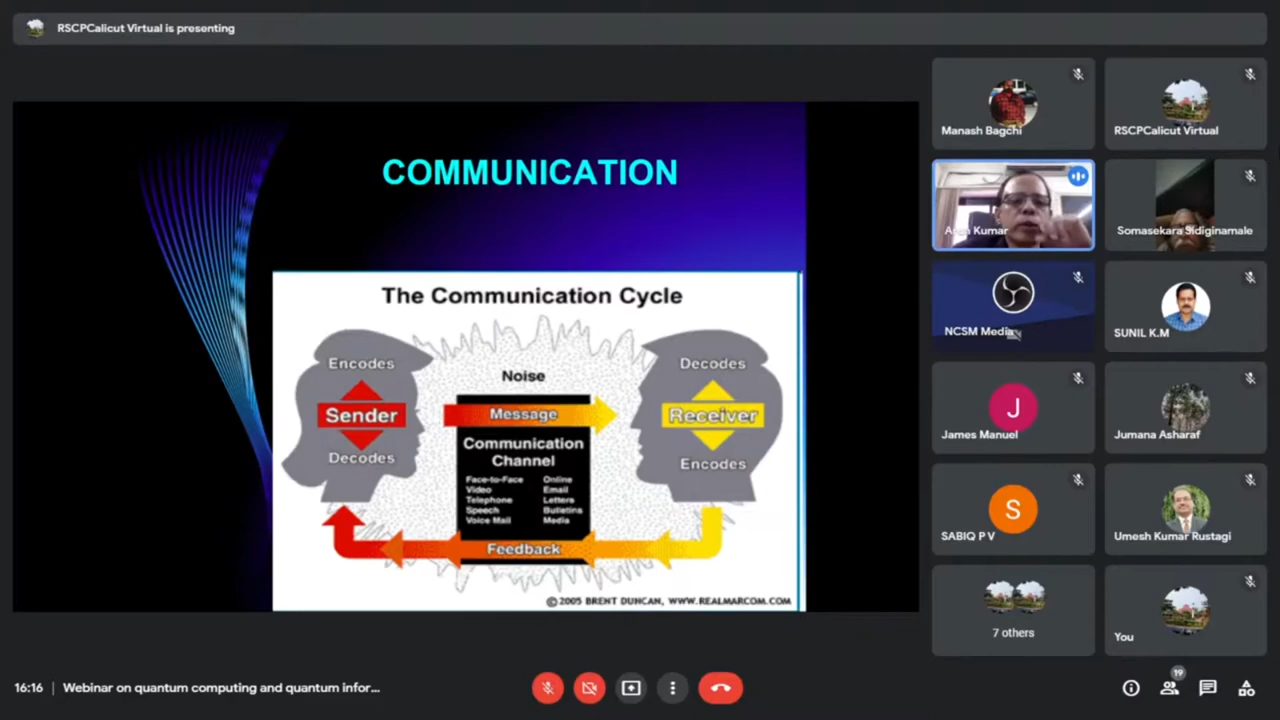 RSCPCalicut Virtual is presenting
COMMUNICATION
The Communication Cycle
Encodes
Sender
Decodes
Noise
Message
Communication
Channel
Face-to-Face Online
Video Email
Telephone Letters
Speech Bulletins
Voice Mail Media
Decodes
Receiver
Encodes
Feedback
© 2005 BRENT DUNCAN, WWW.REALMARCOM.COM
Manash Bagchi
RSCPCalicut Virtual
Kumar
Somasekara Sidiginamale
NCSM Media
SUNIL K.M
James Manuel
J
Jumana Asharaf
S
SABIQ P V
Umesh Kumar Rustagi
7 others
You
16:16 | Webinar on quantum computing and quantum infor...
19